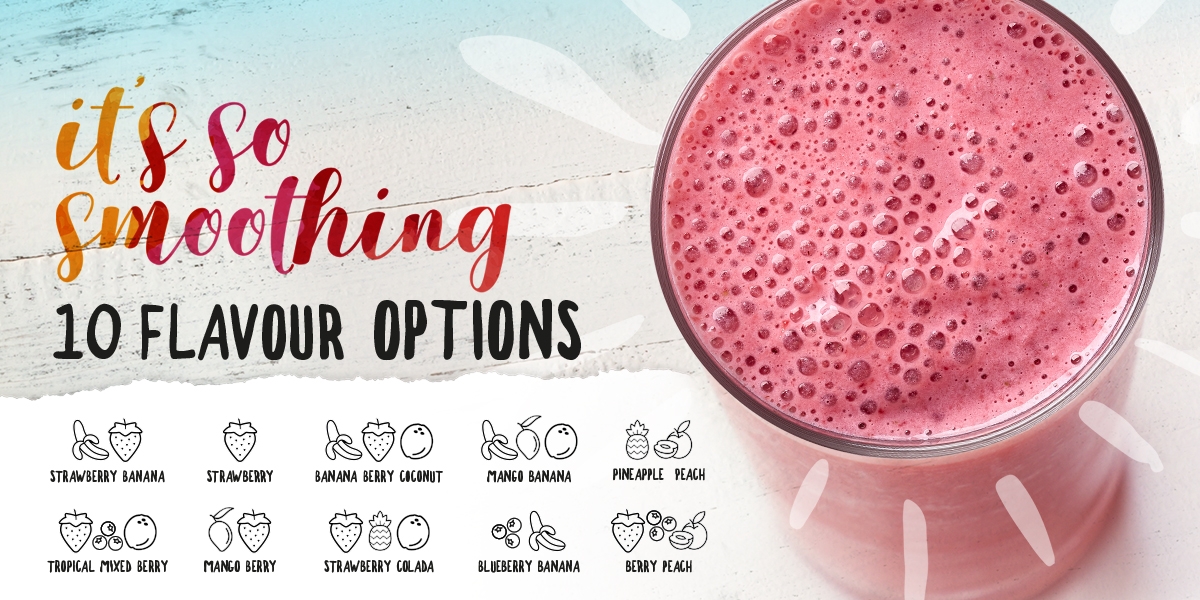 it's so
smoothing
10 FLAVOUR OPTIONS
STRAWBERRY BANANA
STRAWBERRY
BANANA BERRY COCONUT
MANGO BANANA
PINEAPPLE PEACH
TROPICAL MIXED BERRY
MANGO BERRY
STRAWBERRY COLADA
BLUEBERRY BANANA
BERRY PEACH